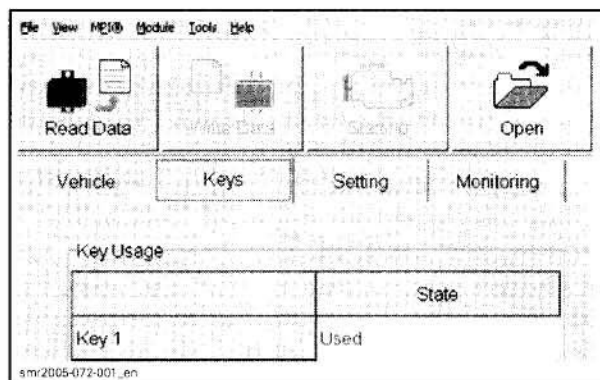 File View MPI® Module Tools Help
Read Data Write Data Startup Open
Vehicle Keys Setting Monitoring
Key Usage
State
Key 1 Used
smr2005-072-001_en